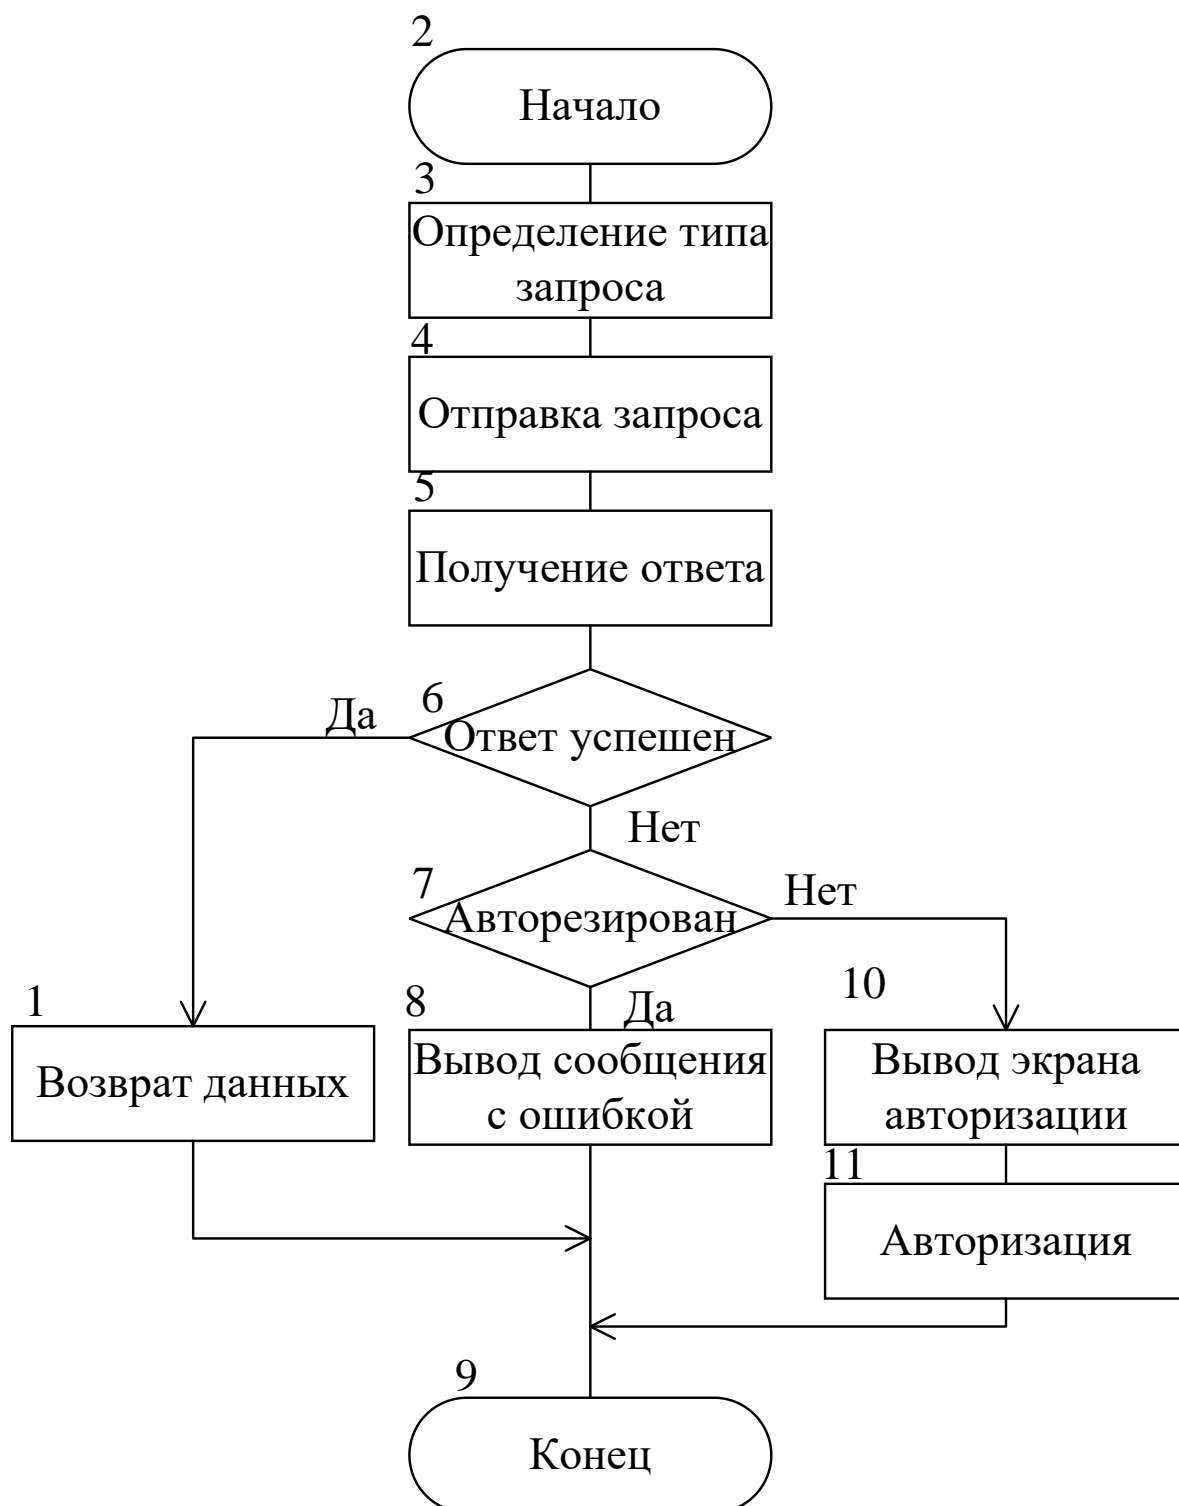 2
Начало
3
Определение типа
запроса
4
Отправка запроса
5
Получение ответа
6
Да
Ответ успешен
Нет
7
Нет
Авторезирован
1
8
Да
10
Возврат данных
Вывод сообщения
с ошибкой
Вывод экрана
авторизации
11
Авторизация
9
Конец